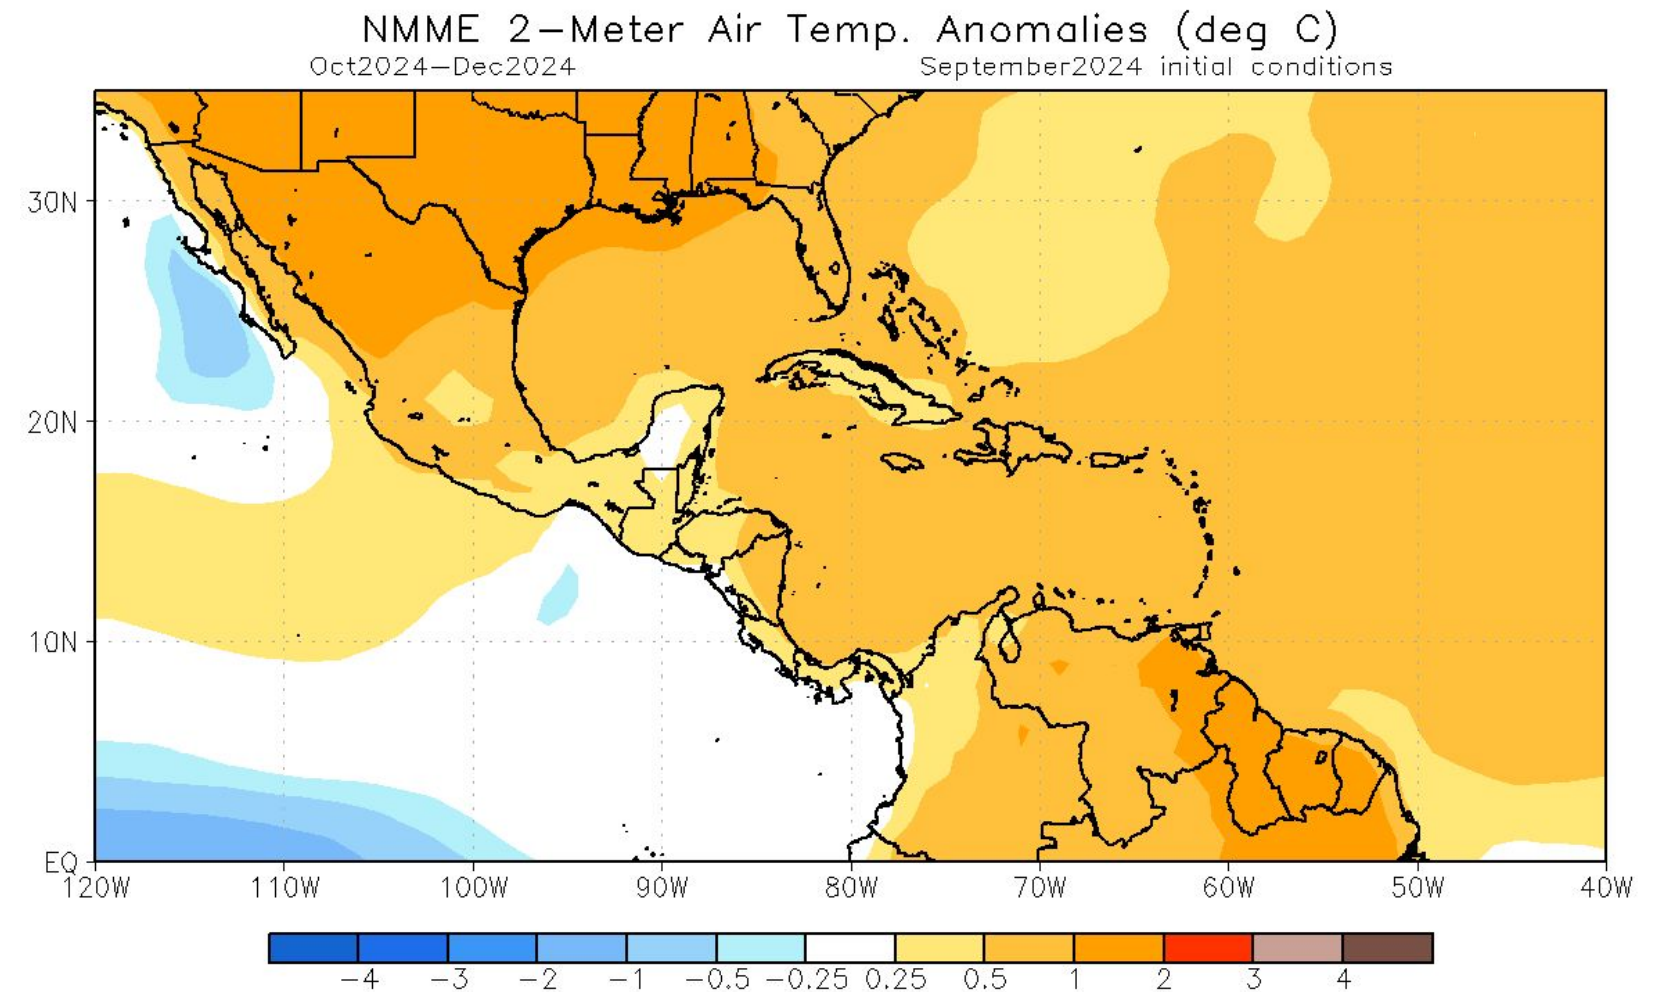 NMME 2-Meter Air Temp. Anomalies (deg C)
Oct2024-Dec2024 September2024 initial conditions
30N
20N
10N
EQ
120W 110W 100W 90W 80W 70W 60W 50W 40W
-4 -3 -2 -1 -0.5 -0.25 0.25 0.5 1 2 3 4